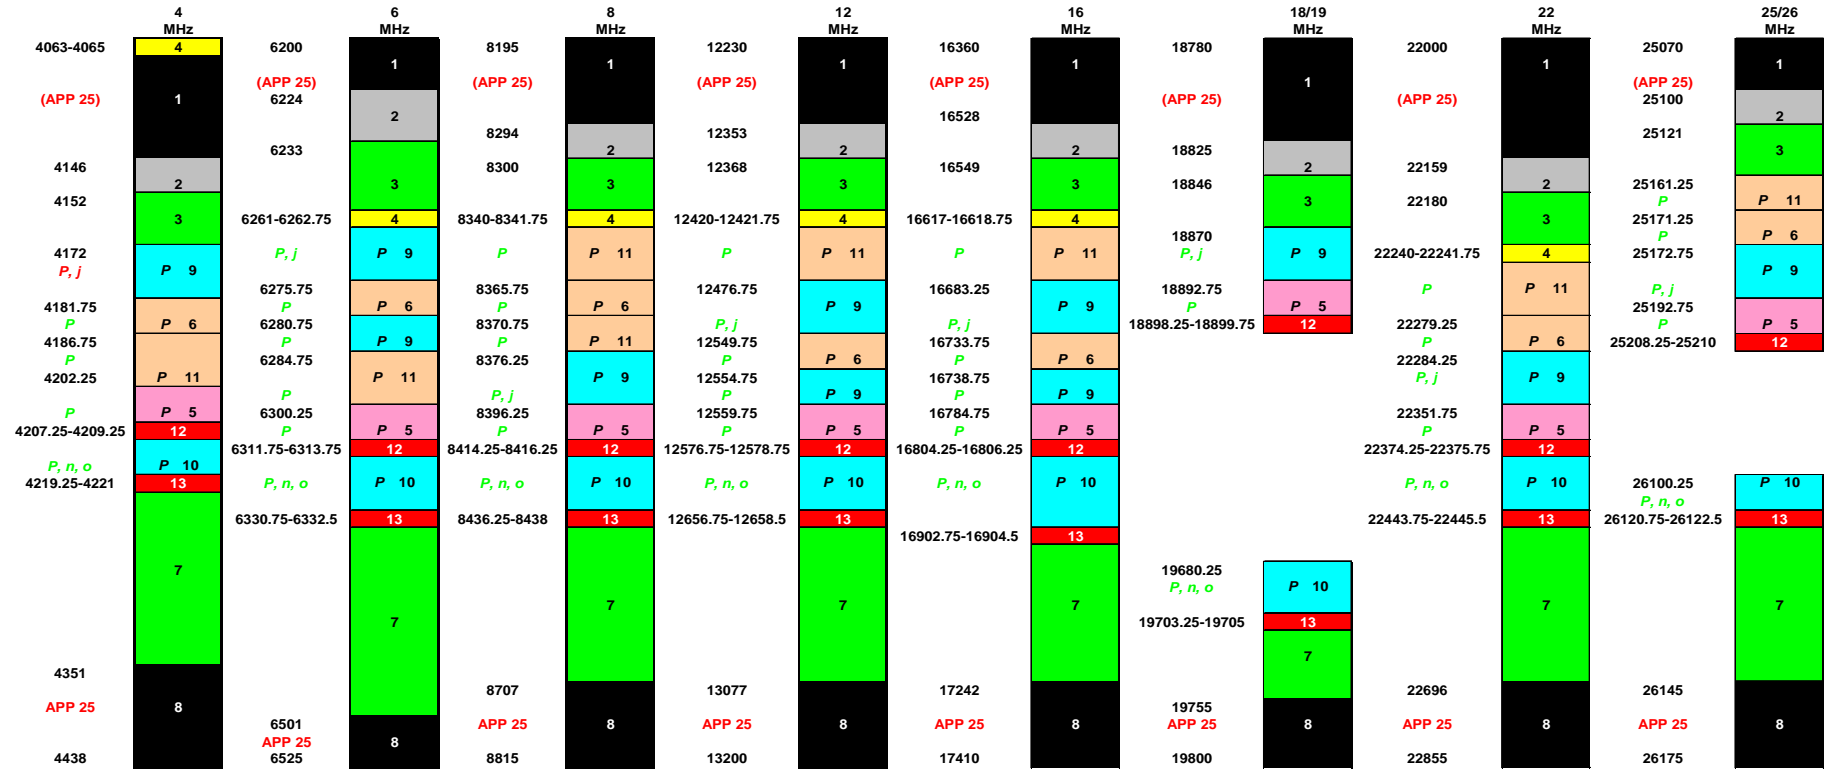 4 6 8 12 16 18/19 22 25/26
MHz MHz MHz MHz MHz MHz MHz MHz
4063-4065 4 6200 8195 12230 16360 18780 22000 25070
1 1 1 1 1 1
(APP 25) (APP 25) (APP 25) (APP 25) (APP 25) 1
(APP 25) 1 6224 (APP 25) (APP 25) 25100
2 16528 2
8294 12353 25121
6233 2 2 2 18825 3
4146 8300 12368 16549 2 22159
2 3 3 3 3 18846 2 25161.25
4152 3 22180 P P 11
3 6261-6262.75 4 8340-8341.75 4 12420-12421.75 4 16617-16618.75 4 3 25171.25
18870 P P 6
4172 P, j P 9 P P 11 P P 11 P P 11 P, j P 9 22240-22241.75 4 25172.75
P, j P 9 P 9
6275.75 8365.75 12476.75 16683.25 18892.75 P P 11 P, j
4181.75 P P 6 P P 6 P 9 P 9 P P 5 25192.75
P P 6 6280.75 P 9 8370.75 P 11 P, j P, j 18898.25-18899.75 12 22279.25 P P 5
4186.75 P P 12549.75 16733.75 P P 6 25208.25-25210 12
P 6284.75 8376.25 P P 6 P P 6 22284.25
4202.25 P 11 P 11 P 9 12554.75 16738.75 P, j P 9
P P, j P P 9 P P 9
P P 5 6300.25 8396.25 12559.75 16784.75 22351.75
4207.25-4209.25 12 P P 5 P P 5 P P 5 P P 5 P P 5
6311.75-6313.75 12 8414.25-8416.25 12 12576.75-12578.75 12 16804.25-16806.25 12 22374.25-22375.75 12
P, n, o P 10
4219.25-4221 13 P, n, o P 10 P, n, o P 10 P, n, o P 10 P, n, o P 10 P, n, o P 10 26100.25 P 10
P, n, o
6330.75-6332.5 13 8436.25-8438 13 12656.75-12658.5 13 22443.75-22445.5 13 26120.75-26122.5 13
16902.75-16904.5 13
7 19680.25
P, n, o P 10
7 7 7 7 7
7 19703.25-19705 13
7
4351
8707 13077 17242 22696 26145
APP 25 8 19755
6501 APP 25 8 APP 25 8 APP 25 8 APP 25 8 APP 25 8 APP 25 8
APP 25 8
4438 6525 8815 13200 17410 19800 22855 26175